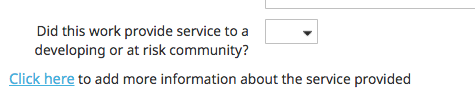 Did this work provide service to a
developing or at risk community?
Click here to add more information about the service provided